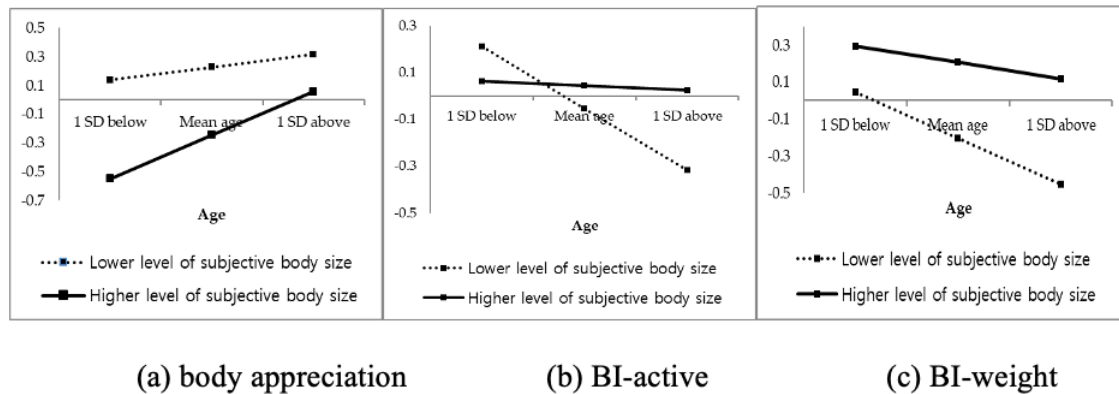 0.5
0.3
0.1
-0.1
-0.3
-0.5
-0.7
1 SD below Mean age 1 SD above
Age
Lower level of subjective body size
Higher level of subjective body size
0.3
0.1
-0.1
-0.3
-0.5
1 SD below Mean age 1 SD above
Age
Lower level of subjective body size
Higher level of subjective body size
0.3
0.1
-0.1
-0.3
-0.5
1 SD below Mean age 1 SD above
Age
Lower level of subjective body size
Higher level of subjective body size
(a) body appreciation
(b) BI-active
(c) BI-weight